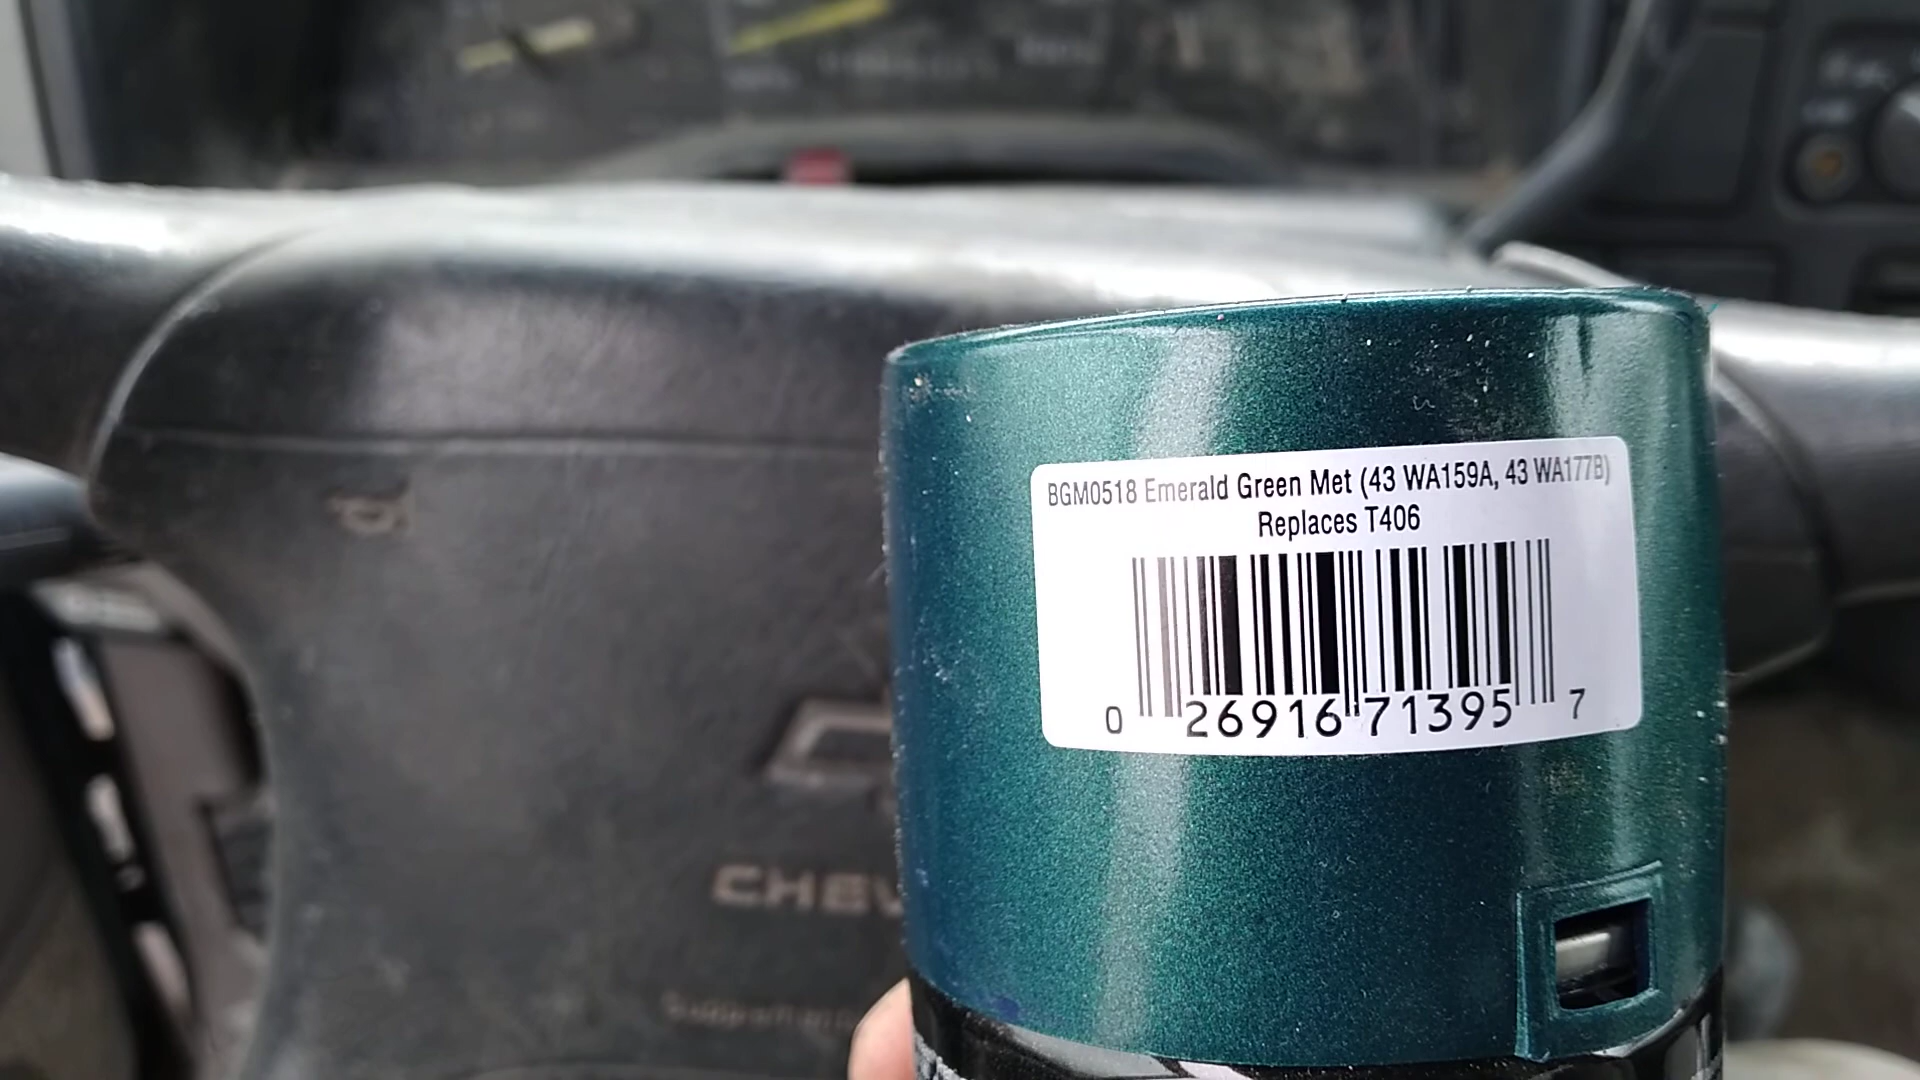 BGM0518 Emerald Green Met (43 WA159A, 43 WA177B)
Replaces T406
0 26916 71395 7
CHEV